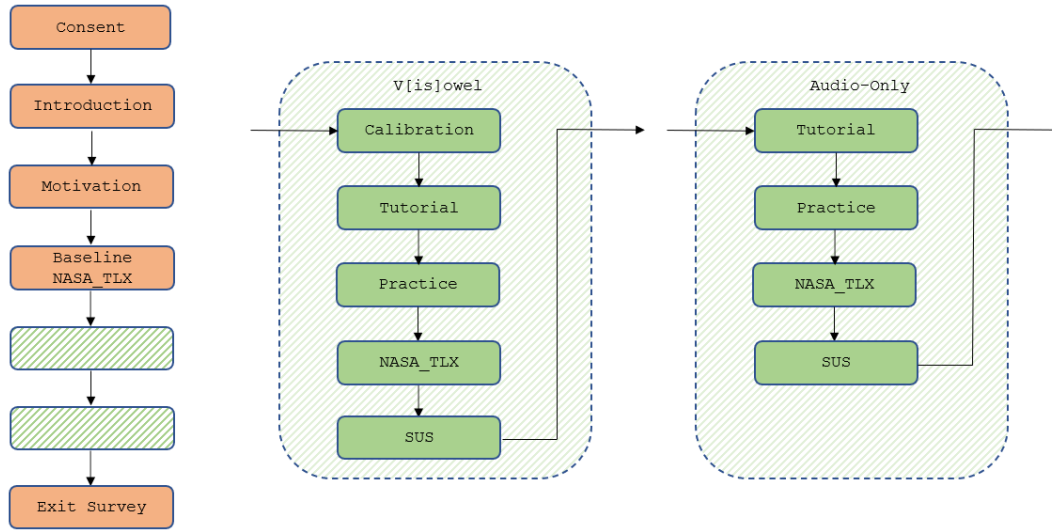 Consent
Introduction
Motivation
Baseline
NASA_TLX
Exit Survey
V[is]owel
Calibration
Tutorial
Practice
NASA_TLX
SUS
Audio-Only
Tutorial
Practice
NASA_TLX
SUS